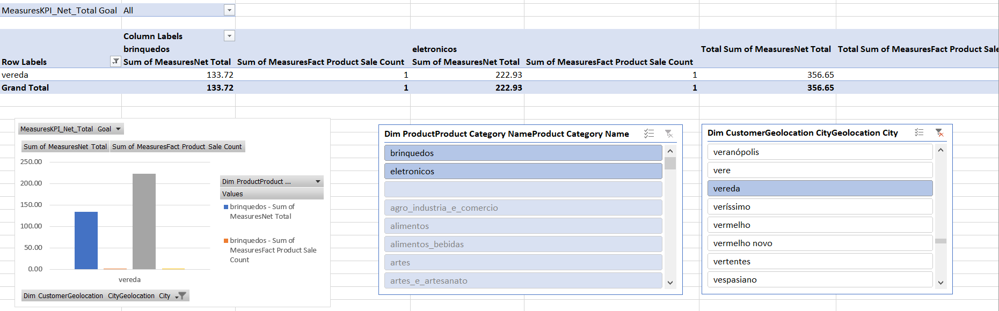 MeasuresKPI_Net_Total Goal All
Column Labels
brinquedos eletronicos Total Sum of MeasuresNet Total Total Sum of MeasuresFact Product Sale
Row Labels Sum of MeasuresNet Total Sum of MeasuresFact Product Sale Count Sum of MeasuresNet Total Sum of MeasuresFact Product Sale Count
vereda 133.72 1 222.93 1 356.65
Grand Total 133.72 1 222.93 1 356.65
MeasuresKPI_Net_Total Goal
Sum of MeasuresNet Total Sum of MeasuresFact Product Sale Count
250.00
200.00
150.00
100.00
50.00
0.00
vereda
Dim ProductProduct ...
Values
brinquedos - Sum of
MeasuresNet Total
brinquedos - Sum of
MeasuresFact Product Sale
Count
Dim CustomerGeolocation CityGeolocation City
Dim ProductProduct Category NameProduct Category Name
brinquedos
eletronicos
agro_industria_e_comercio
alimentos
alimentos_bebidas
artes
artes_e_artesanato
Dim CustomerGeolocation CityGeolocation City
veranópolis
vere
vereda
veríssimo
vermelho
vermelho novo
vertentes
vespasiano